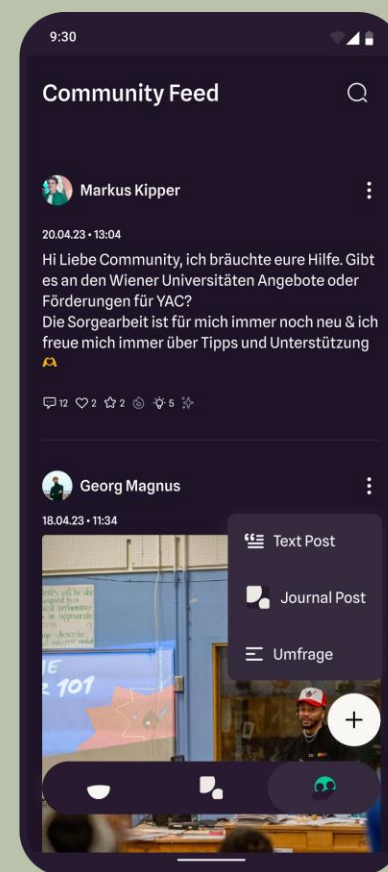 9:30
Community Feed
Markus Kipper
20.04.23 • 13:04
Hi Liebe Community, ich bräuchte eure Hilfe. Gibt
es an den Wiener Universitäten Angebote oder
Förderungen für YAC?
Die Sorgearbeit ist für mich immer noch neu & ich
freue mich immer über Tipps und Unterstützung
🫶
12 2 2 5
Georg Magnus
18.04.23 • 11:34
Text Post
Journal Post
Umfrage
101